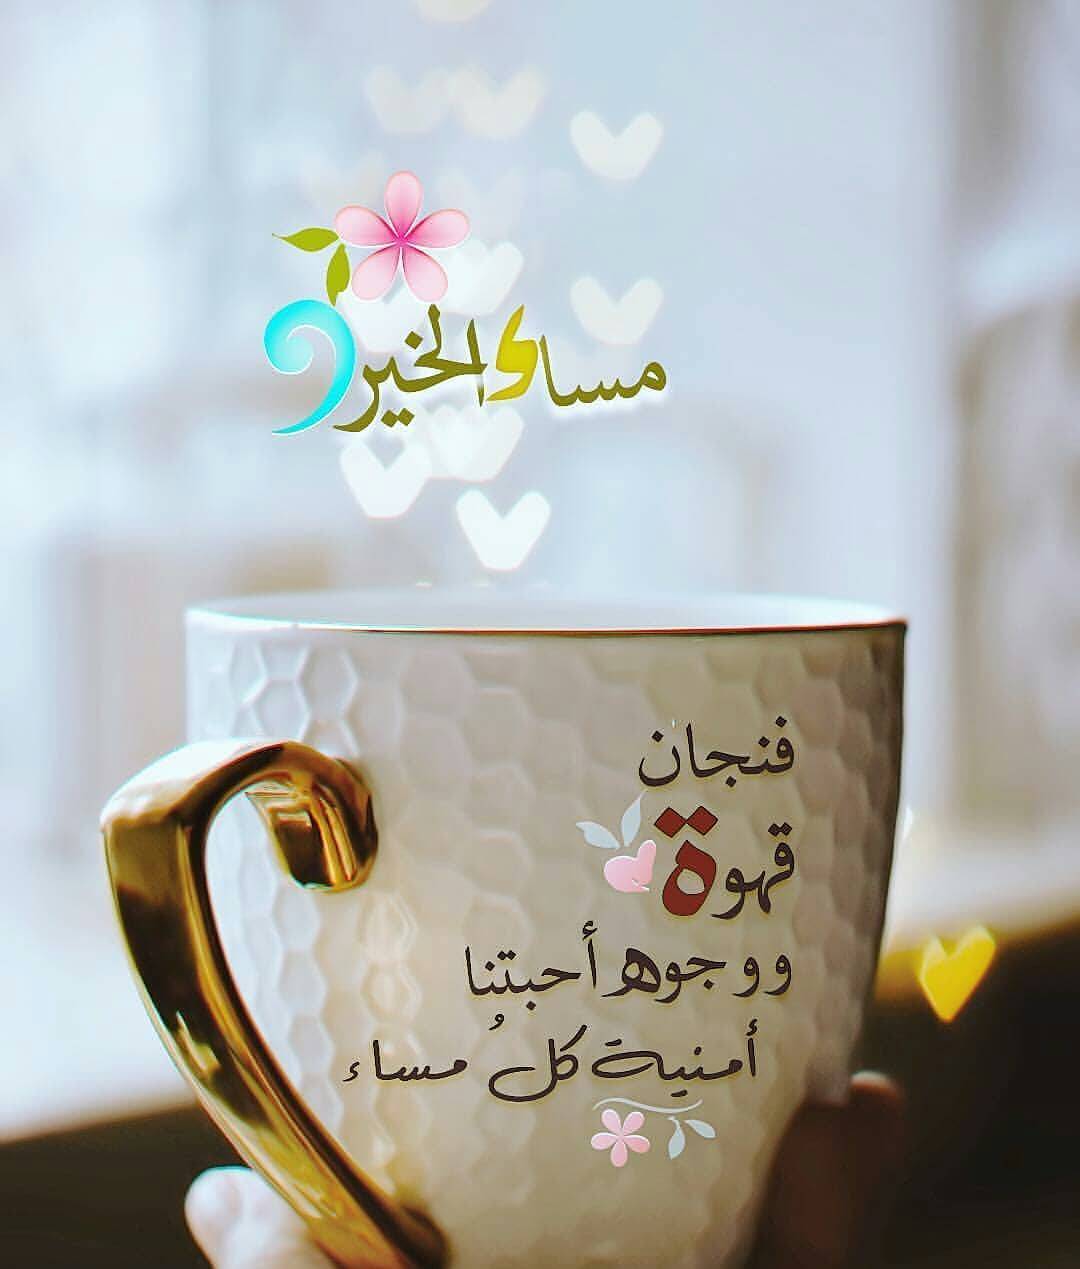 مساء الخير
فنجان
قهوة
ووجوه أحبتنا
أمنية كل مساء